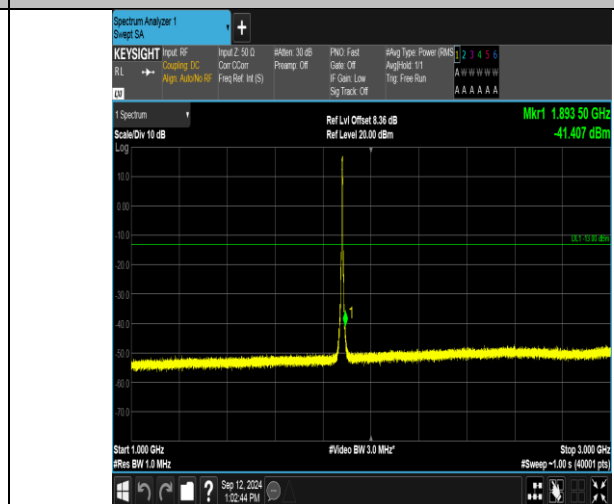 Spectrum Analyzer 1
Swept SA
+
KEYSIGHT
RL
Input: RF
Coupling: DC
Align: Auto/No RF
Input Z: 50 Ω
Corr CCorr
Freq Ref: Int (S)
#Atten: 30 dB
Preamp: Off
PNO: Fast
Gate: Off
IF Gain: Low
Sig Track: Off
#Avg Type: Power (RMS
Avg|Hold: 1/1
Trig: Free Run
1 2 3 4 5 6
A W W W W W
A A A A A A
1 Spectrum
Scale/Div 10 dB
Log
Ref Lvl Offset 8.36 dB
Ref Level 20.00 dBm
Mkr1 1.893 50 GHz
-41.407 dBm
10.0
0.00
-10.0
DL1 -13.00 dBm
-20.0
-30.0
1
-40.0
-50.0
-60.0
-70.0
Start 1.000 GHz
#Res BW 1.0 MHz
#Video BW 3.0 MHz*
Stop 3.000 GHz
#Sweep ~1.00 s (40001 pts)
?
Sep 12, 2024
1:02:44 PM